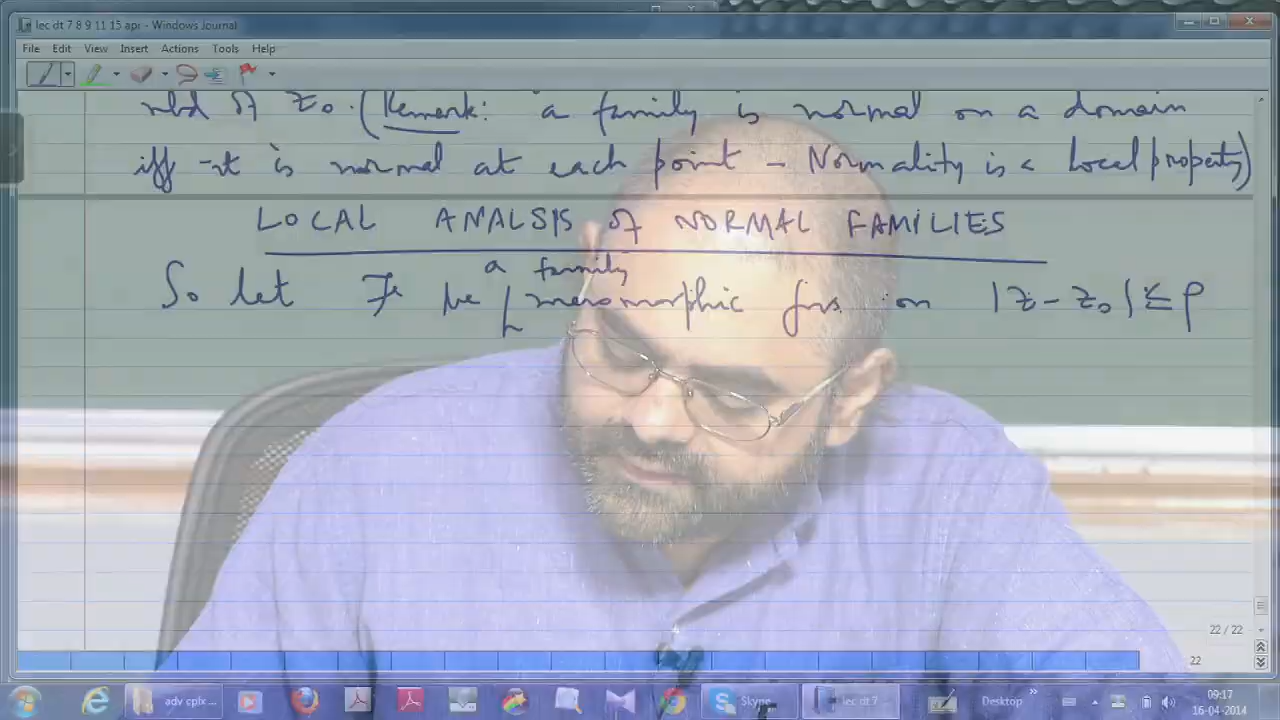 lec dt 7 8 9 11 15 apr - Windows Journal
File Edit View Insert Actions Tools Help
nbd of z₀. (Remark: a family is normal on a domain
iff it is normal at each point - Normality is a Local property)
LOCAL ANALSIS of NORMAL FAMILIES
a family
So let ℱ be meromorphic fns on |z - z₀| ≤ ρ
22 / 22
22
adv cplx ...
Skype
lec dt 7
Desktop
09:17
16-04-2014